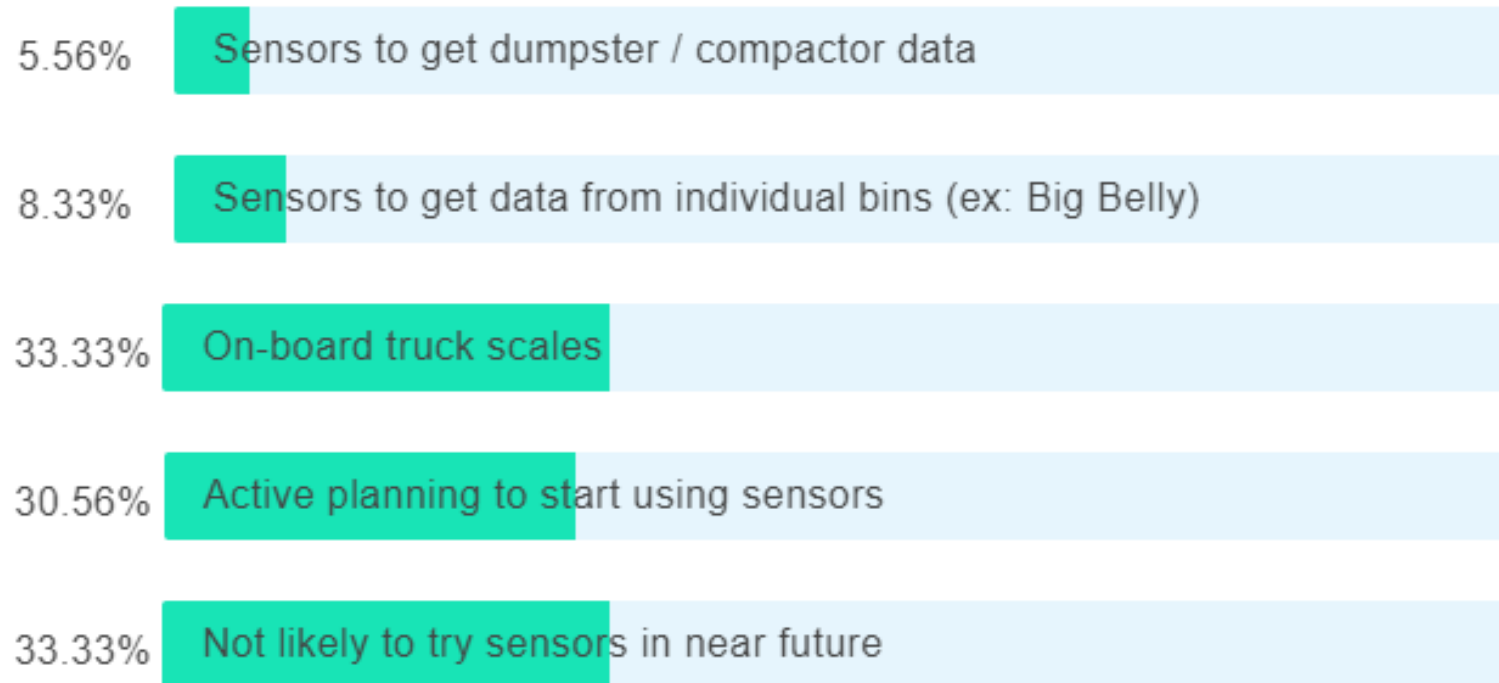 5.56% Sensors to get dumpster / compactor data
8.33% Sensors to get data from individual bins (ex: Big Belly)
33.33% On-board truck scales
30.56% Active planning to start using sensors
33.33% Not likely to try sensors in near future